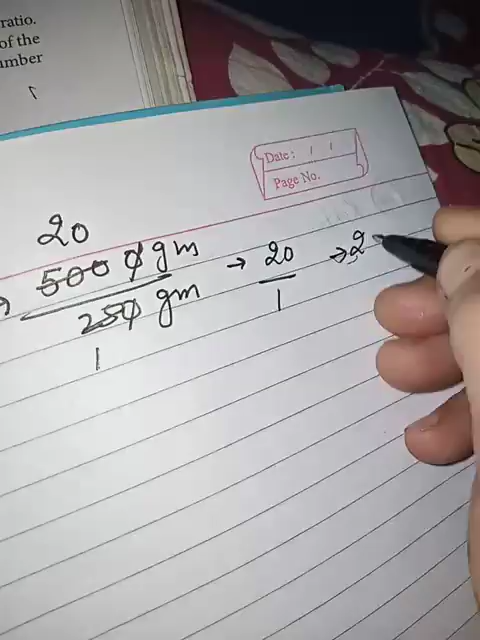 ratio.
of the
umber
Date : / /
Page No.
20
→ 5000 gm → 20 → 2
250 gm 1
1